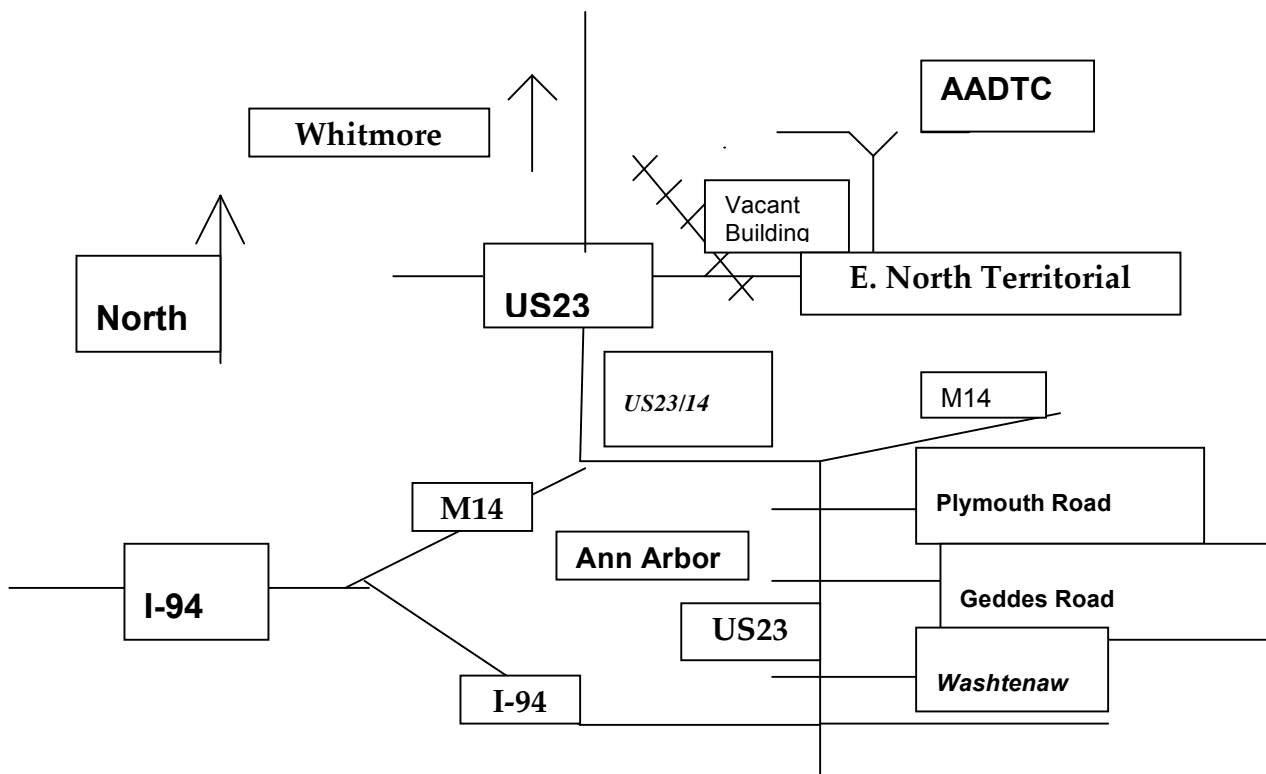 AADTC
Whitmore
Vacant
Building
E. North Territorial
US23
North
US23/14
M14
M14
Plymouth Road
Ann Arbor
I-94
Geddes Road
US23
Washtenaw
I-94